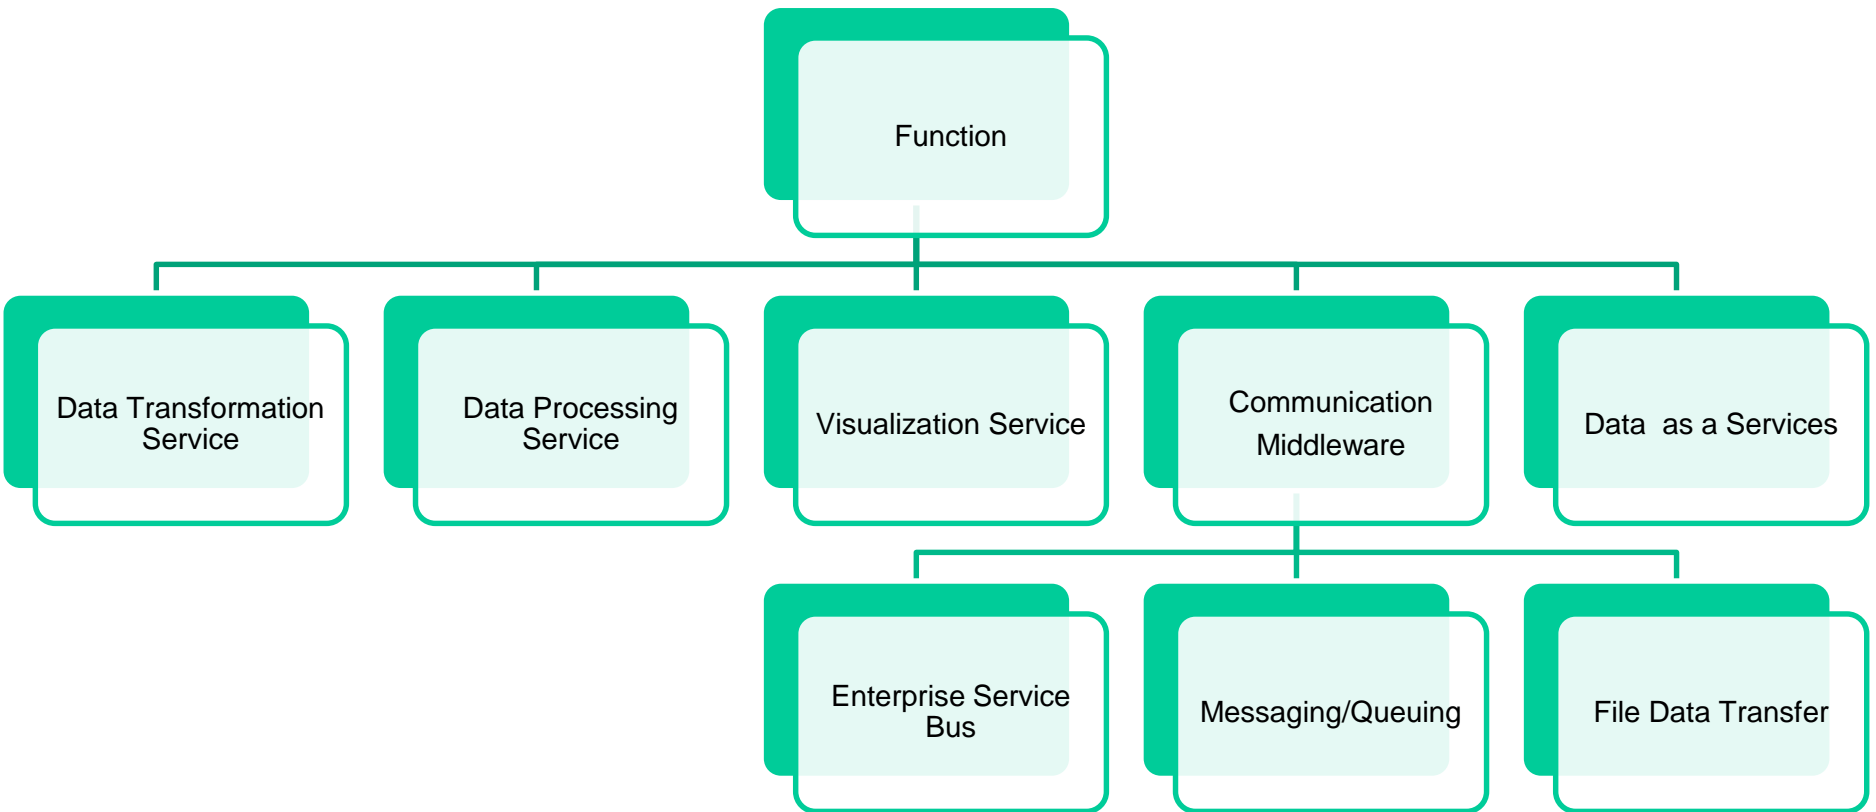 Function
Data Transformation
Service
Data Processing
Service
Visualization Service
Communication
Middleware
Data  as a Services
Enterprise Service
Bus
Messaging/Queuing
File Data Transfer